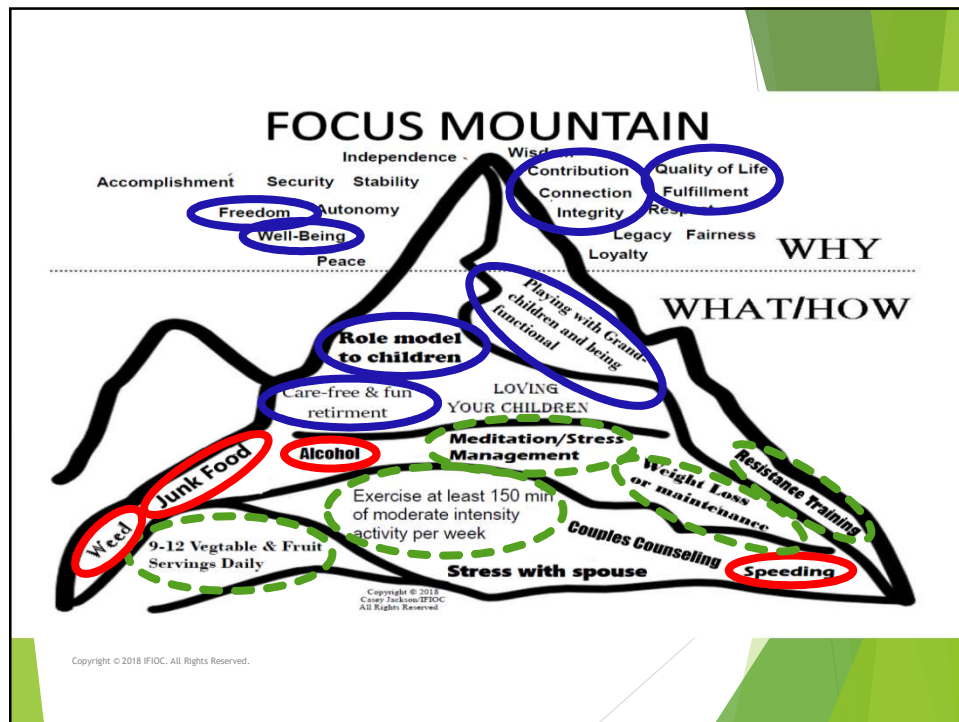 FOCUS MOUNTAIN
Independence
Wisdom
Accomplishment
Security
Stability
Contribution
Quality of Life
Connection
Fulfillment
Freedom
Autonomy
Integrity
Respect
Well-Being
Legacy
Fairness
Peace
Loyalty
WHY
WHAT/HOW
Playing with Grand-
children and being
functional
Role model
to children
Care-free & fun
retirment
LOVING
YOUR CHILDREN
Junk Food
Alcohol
Meditation/Stress
Management
Weight Loss
or maintenance
Resistance Training
Weed
9-12 Vegtable & Fruit
Servings Daily
Exercise at least 150 min
of moderate intensity
activity per week
Couples Counseling
Stress with spouse
Speeding
Copyright © 2018
Casey Jackson/IFIOC
All Rights Reserved
Copyright © 2018 IFIOC. All Rights Reserved.